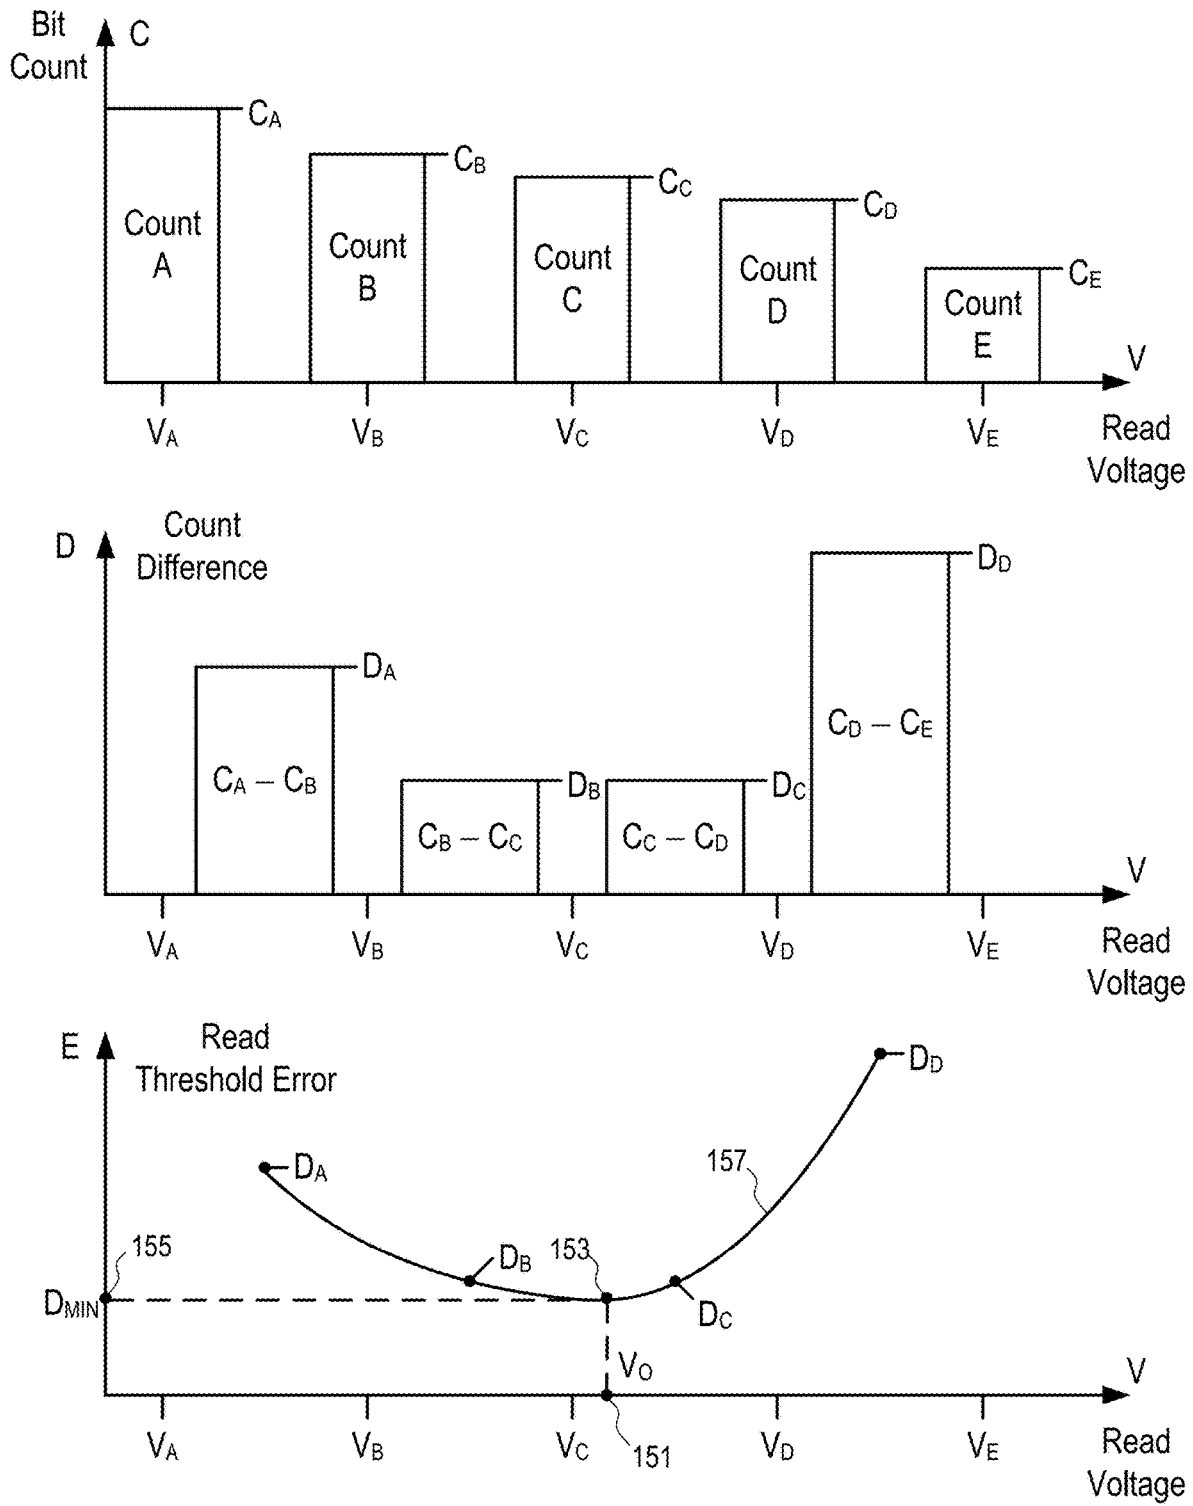 Bit
Count
C
C_A
C_B
C_C
C_D
C_E
Count
A
Count
B
Count
C
Count
D
Count
E
V
V_A
V_B
V_C
V_D
V_E
Read
Voltage
D
Count
Difference
D_D
D_A
C_D – C_E
C_A – C_B
D_B
D_C
C_B – C_C
C_C – C_D
V
V_A
V_B
V_C
V_D
V_E
Read
Voltage
E
Read
Threshold Error
D_D
D_A
157
155
D_B
153
D_MIN
D_C
V_O
V
V_A
V_B
V_C
151
V_D
V_E
Read
Voltage